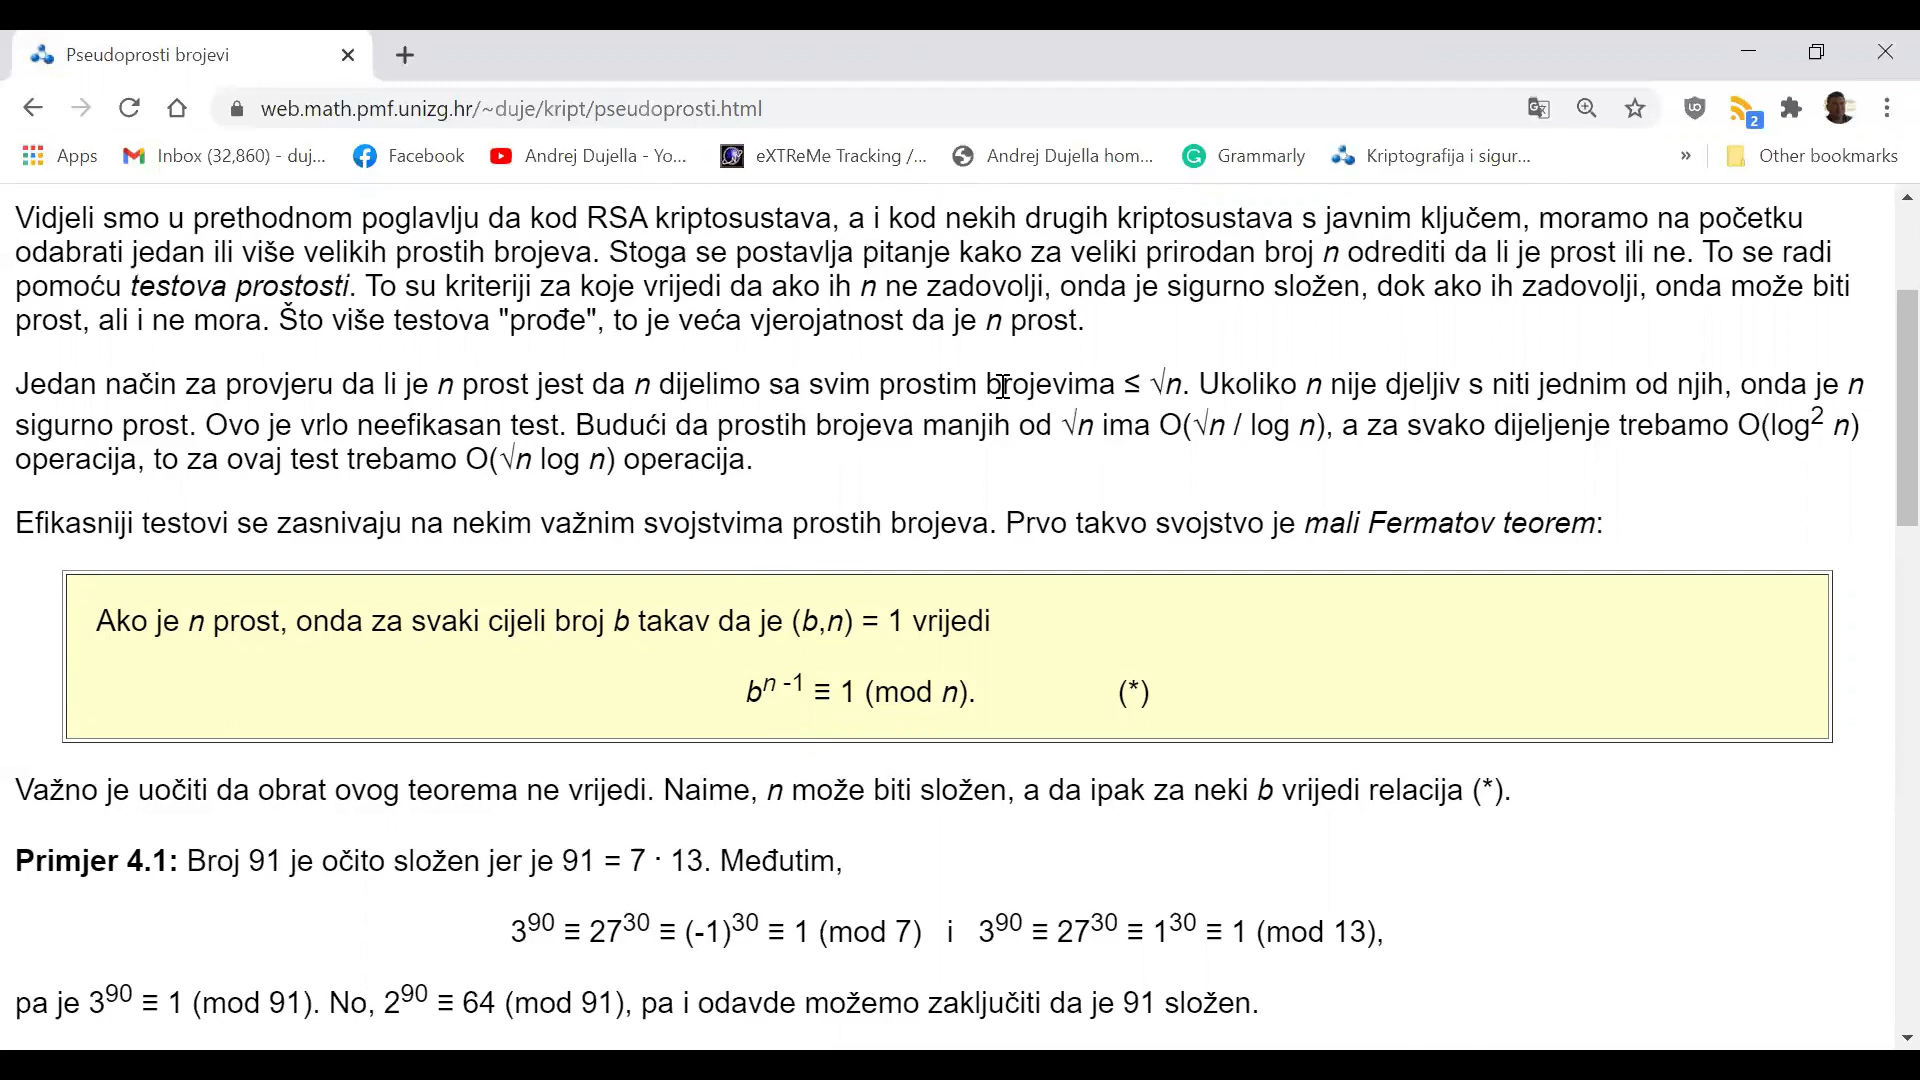 Pseudoprosti brojevi
web.math.pmf.unizg.hr/~duje/kript/pseudoprosti.html
2
Apps Inbox (32,860) - duj... Facebook Andrej Dujella - Yo... eXTReMe Tracking /... Andrej Dujella hom... Grammarly Kriptografija i sigur... » Other bookmarks
Vidjeli smo u prethodnom poglavlju da kod RSA kriptosustava, a i kod nekih drugih kriptosustava s javnim ključem, moramo na početku
odabrati jedan ili više velikih prostih brojeva. Stoga se postavlja pitanje kako za veliki prirodan broj n odrediti da li je prost ili ne. To se radi
pomoću testova prostosti. To su kriteriji za koje vrijedi da ako ih n ne zadovolji, onda je sigurno složen, dok ako ih zadovolji, onda može biti
prost, ali i ne mora. Što više testova "prođe", to je veća vjerojatnost da je n prost.
Jedan način za provjeru da li je n prost jest da n dijelimo sa svim prostim brojevima ≤ √n. Ukoliko n nije djeljiv s niti jednim od njih, onda je n
sigurno prost. Ovo je vrlo neefikasan test. Budući da prostih brojeva manjih od √n ima O(√n / log n), a za svako dijeljenje trebamo O(log² n)
operacija, to za ovaj test trebamo O(√n log n) operacija.
Efikasniji testovi se zasnivaju na nekim važnim svojstvima prostih brojeva. Prvo takvo svojstvo je mali Fermatov teorem:
Ako je n prost, onda za svaki cijeli broj b takav da je (b,n) = 1 vrijedi
bⁿ ⁻¹ ≡ 1 (mod n). (*)
Važno je uočiti da obrat ovog teorema ne vrijedi. Naime, n može biti složen, a da ipak za neki b vrijedi relacija (*).
Primjer 4.1: Broj 91 je očito složen jer je 91 = 7 · 13. Međutim,
3⁹⁰ ≡ 27³⁰ ≡ (-1)³⁰ ≡ 1 (mod 7) i 3⁹⁰ ≡ 27³⁰ ≡ 1³⁰ ≡ 1 (mod 13),
pa je 3⁹⁰ ≡ 1 (mod 91). No, 2⁹⁰ ≡ 64 (mod 91), pa i odavde možemo zaključiti da je 91 složen.